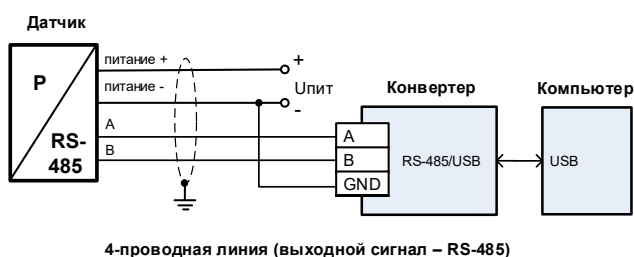 Датчик
питание +
питание -
P
RS-
485
A
B
+
Uпит
-
Конвертер
A
B
GND
RS-485/USB
Компьютер
USB
4-проводная линия (выходной сигнал – RS-485)